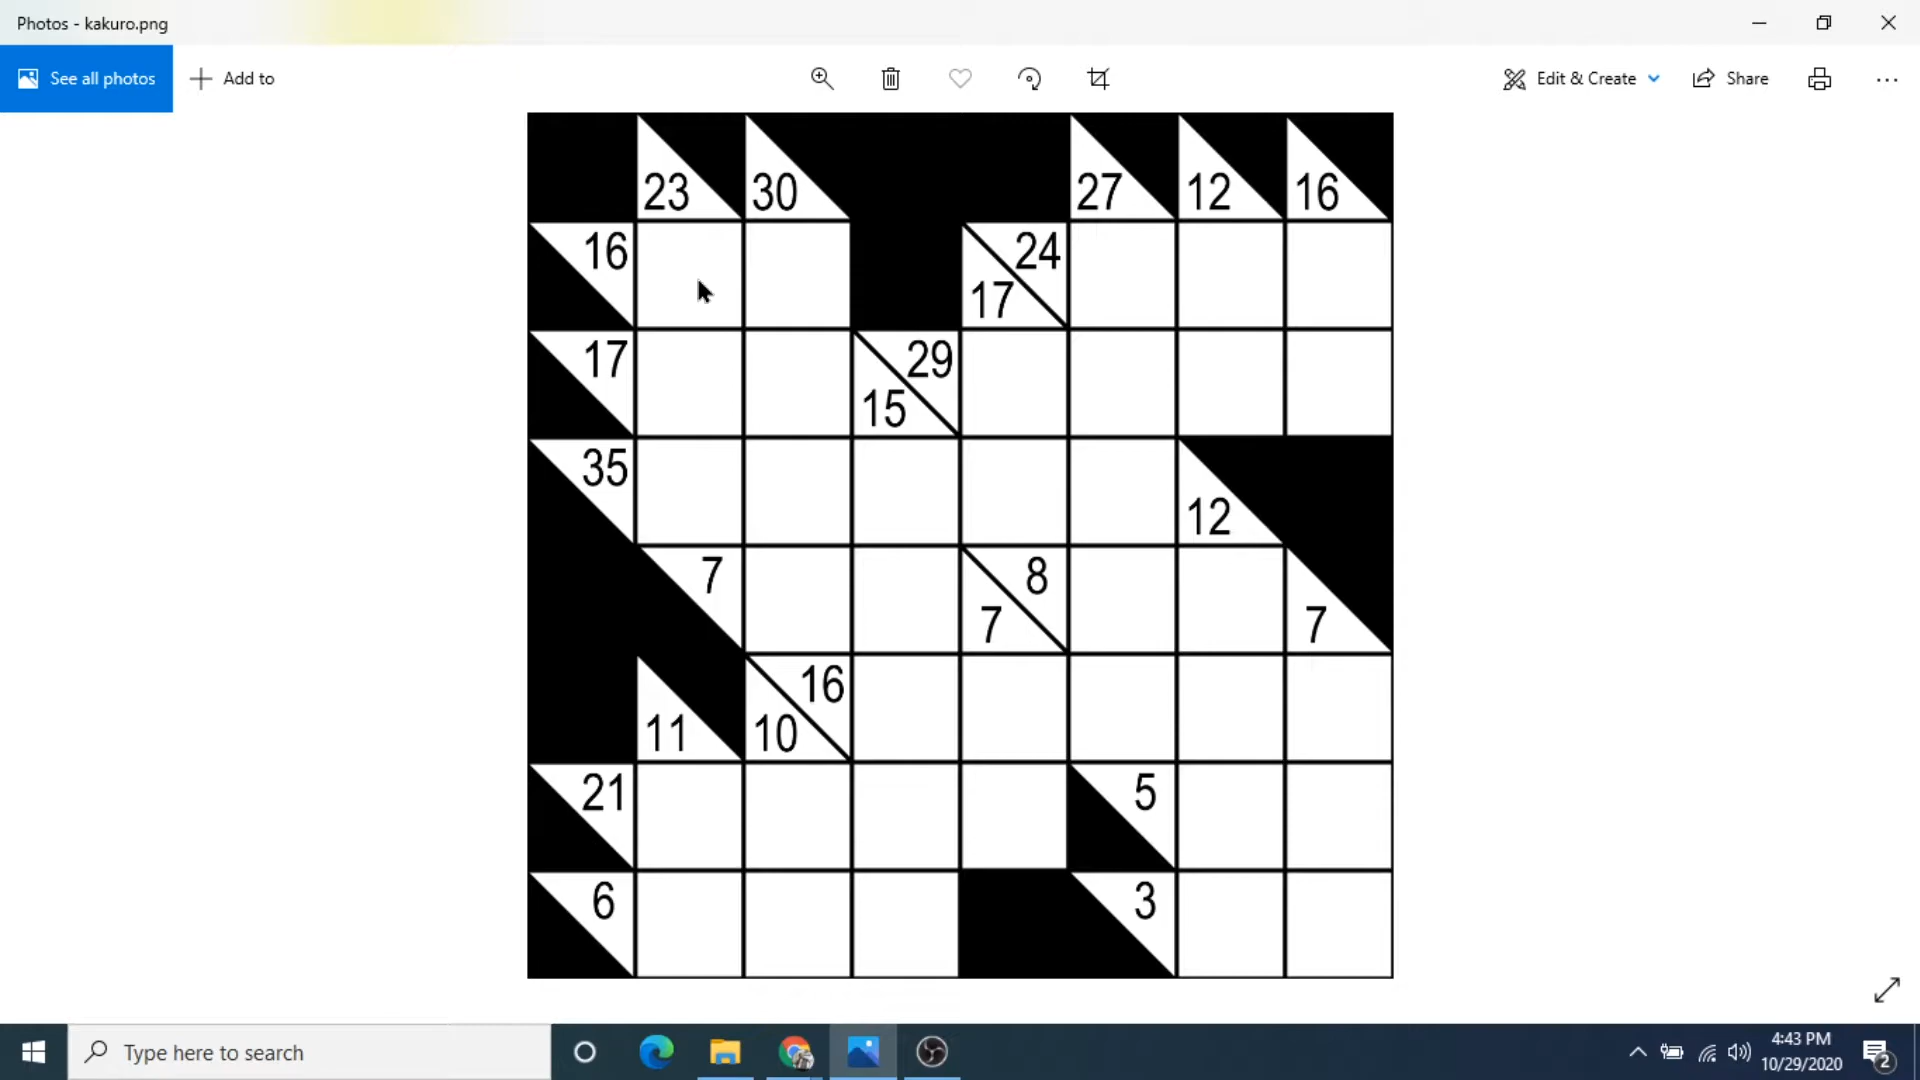 Photos - kakuro.png
See all photos
Add to
Edit & Create
Share
23 30 27 12 16
16 24
17
17 29
15
35
12
7 8
7 7
16
11 10
21 5
6 3
Type here to search
4:43 PM
10/29/2020
2